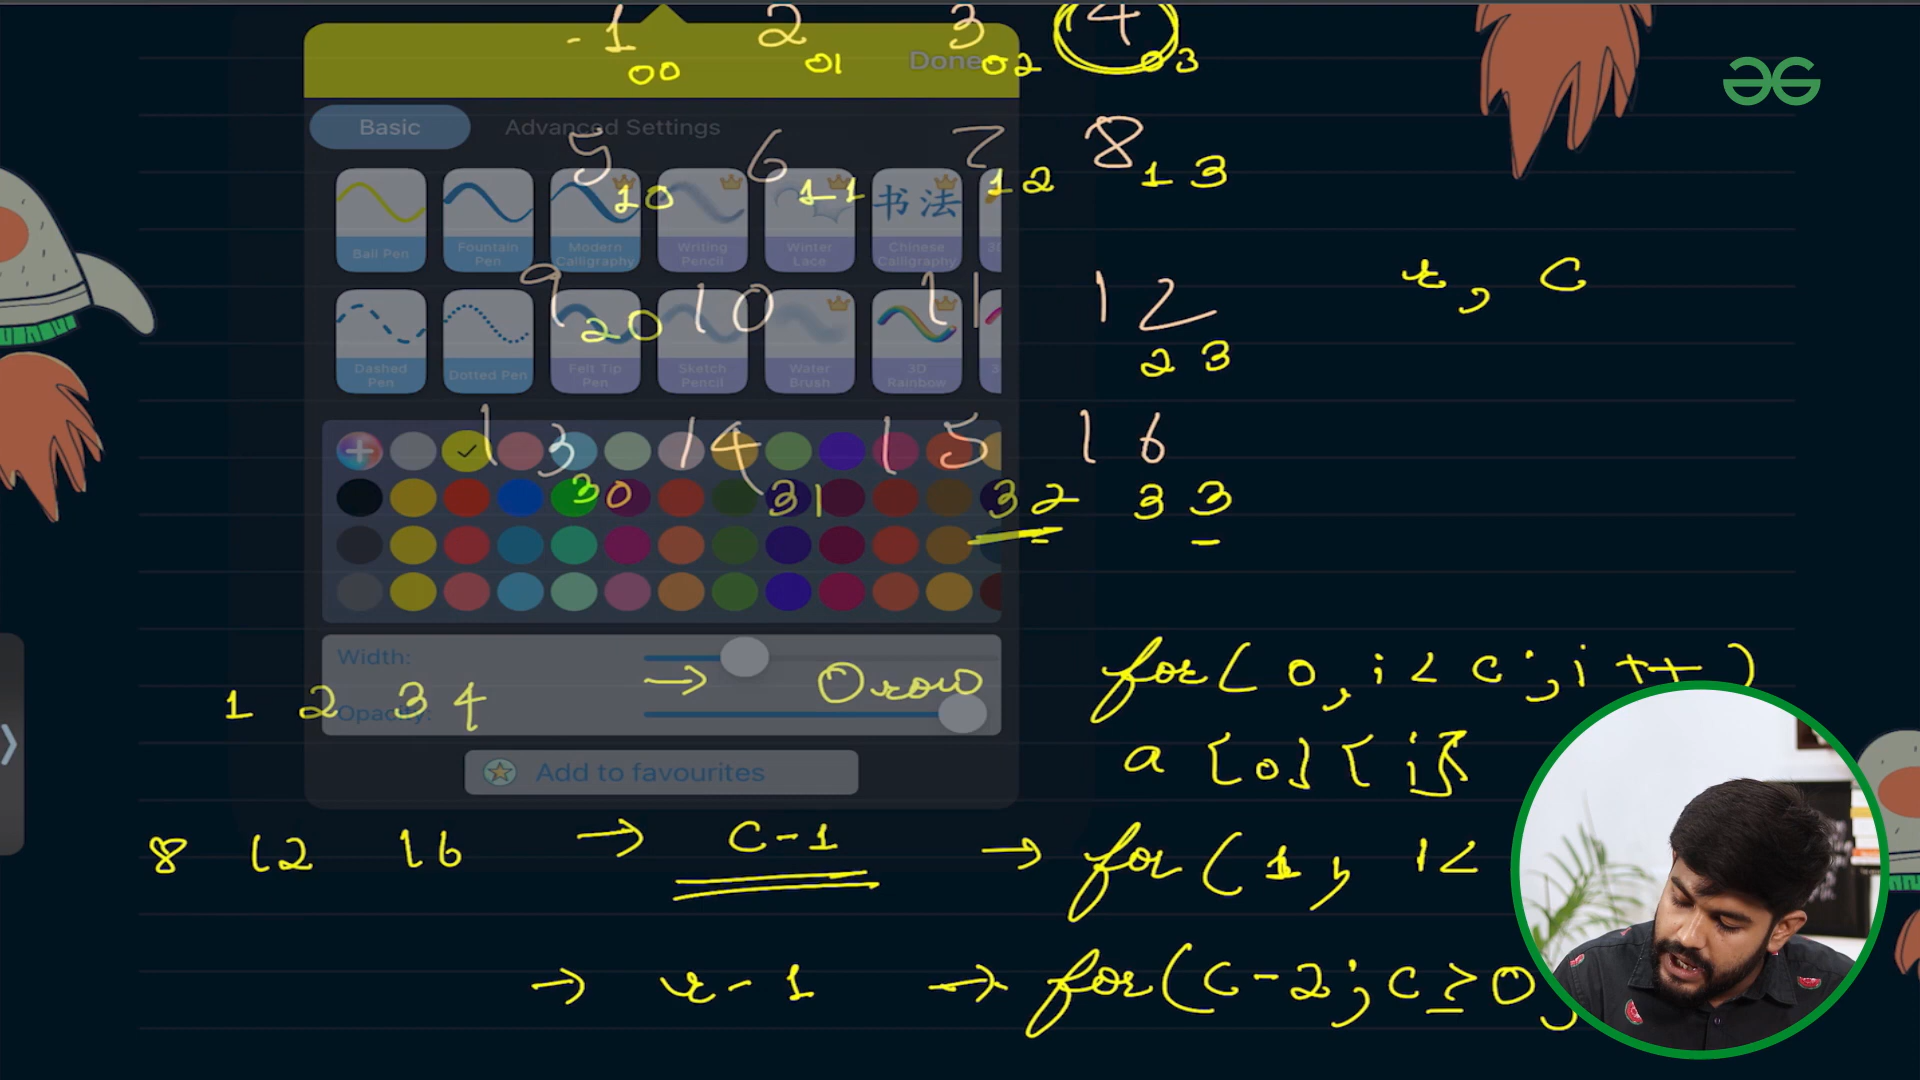 - 1 2 3 4
00 01 Done 02 03
Basic Advanced Settings
5 6 7 8
10 11 12 13
Ball Pen Fountain Pen Modern Calligraphy Writing Pencil Winter Lace 书法 Chinese Calligraphy
r, c
9 10 11 12
20 23
Dashed Pen Dotted Pen Felt Tip Pen Sketch Pencil Water Brush 3D Rainbow
13 14 15 16
30 31 32 33
Width:
1 2 3 4 → 0 row for( 0, i < c; i ++ )
Opacity:
a [0] [i]
Add to favourites
8 12 16 → c-1 → for( 1, i <
→ r-1 → for( c-2; c ≥ 0,